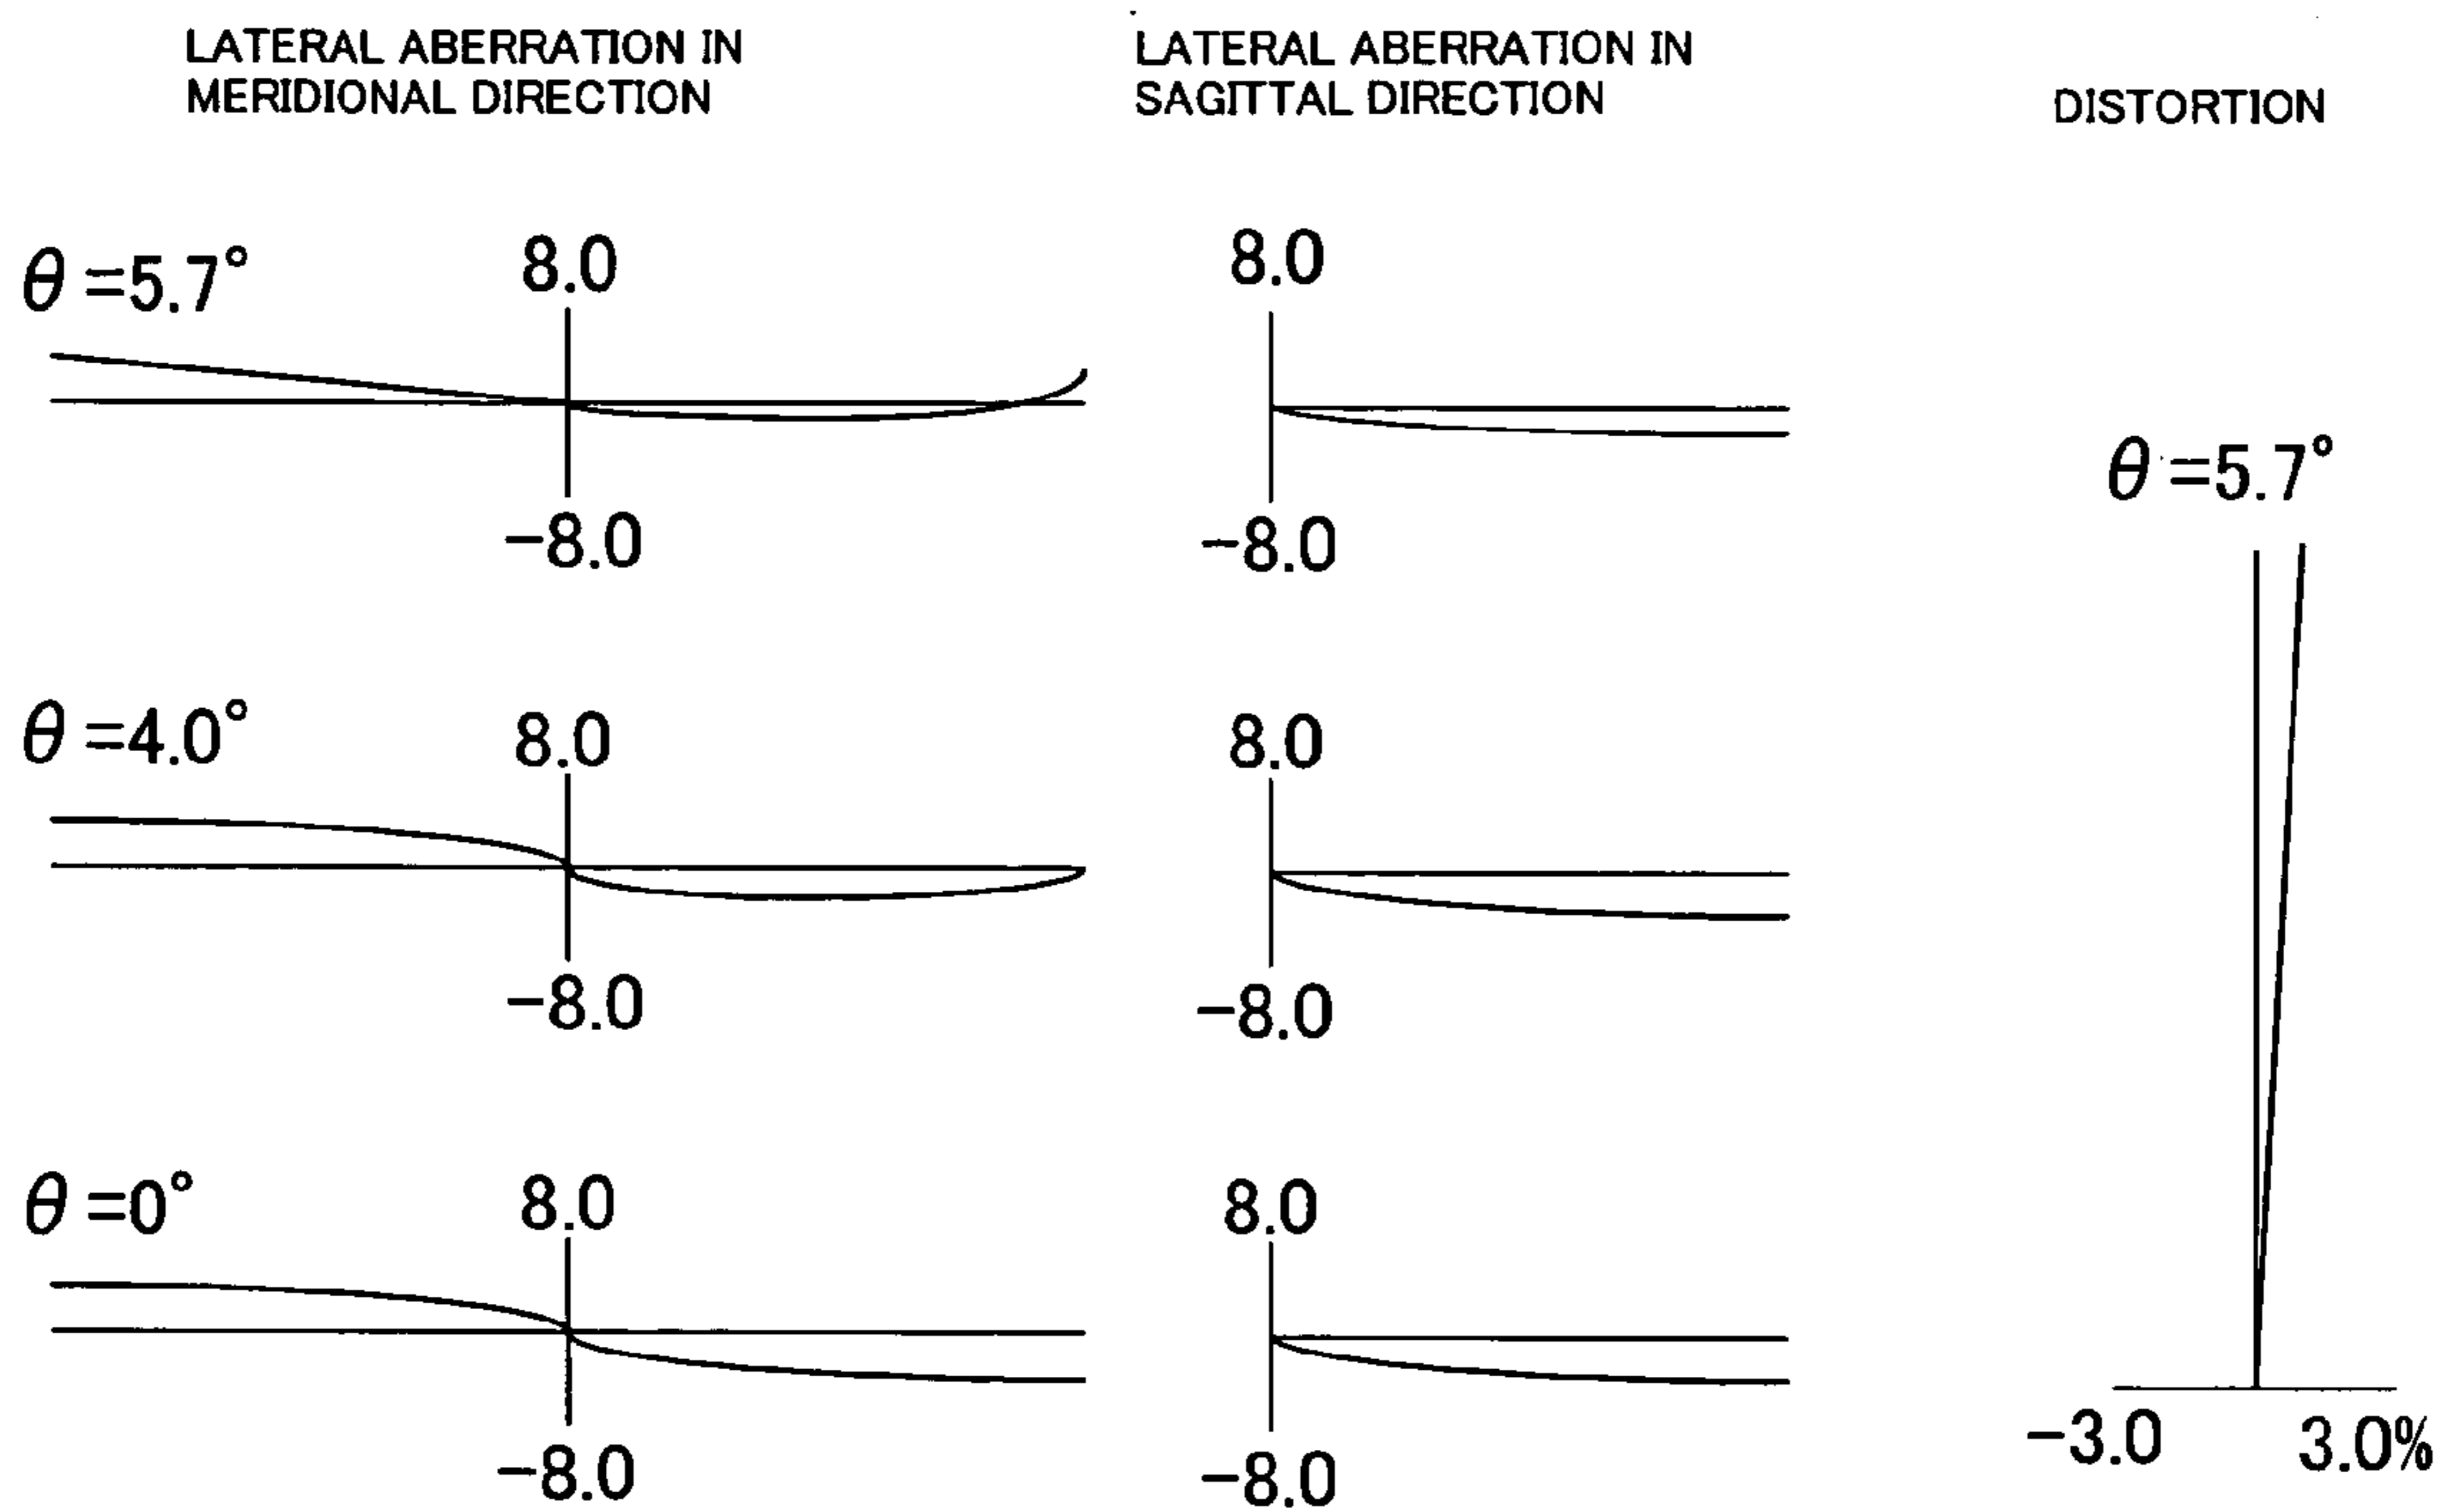 LATERAL ABERRATION IN
MERIDIONAL DIRECTION
LATERAL ABERRATION IN
SAGITTAL DIRECTION
DISTORTION
θ=5.7°
8.0
-8.0
8.0
-8.0
θ=5.7°
θ=4.0°
8.0
-8.0
8.0
-8.0
θ=0°
8.0
-8.0
8.0
-8.0
-3.0
3.0%